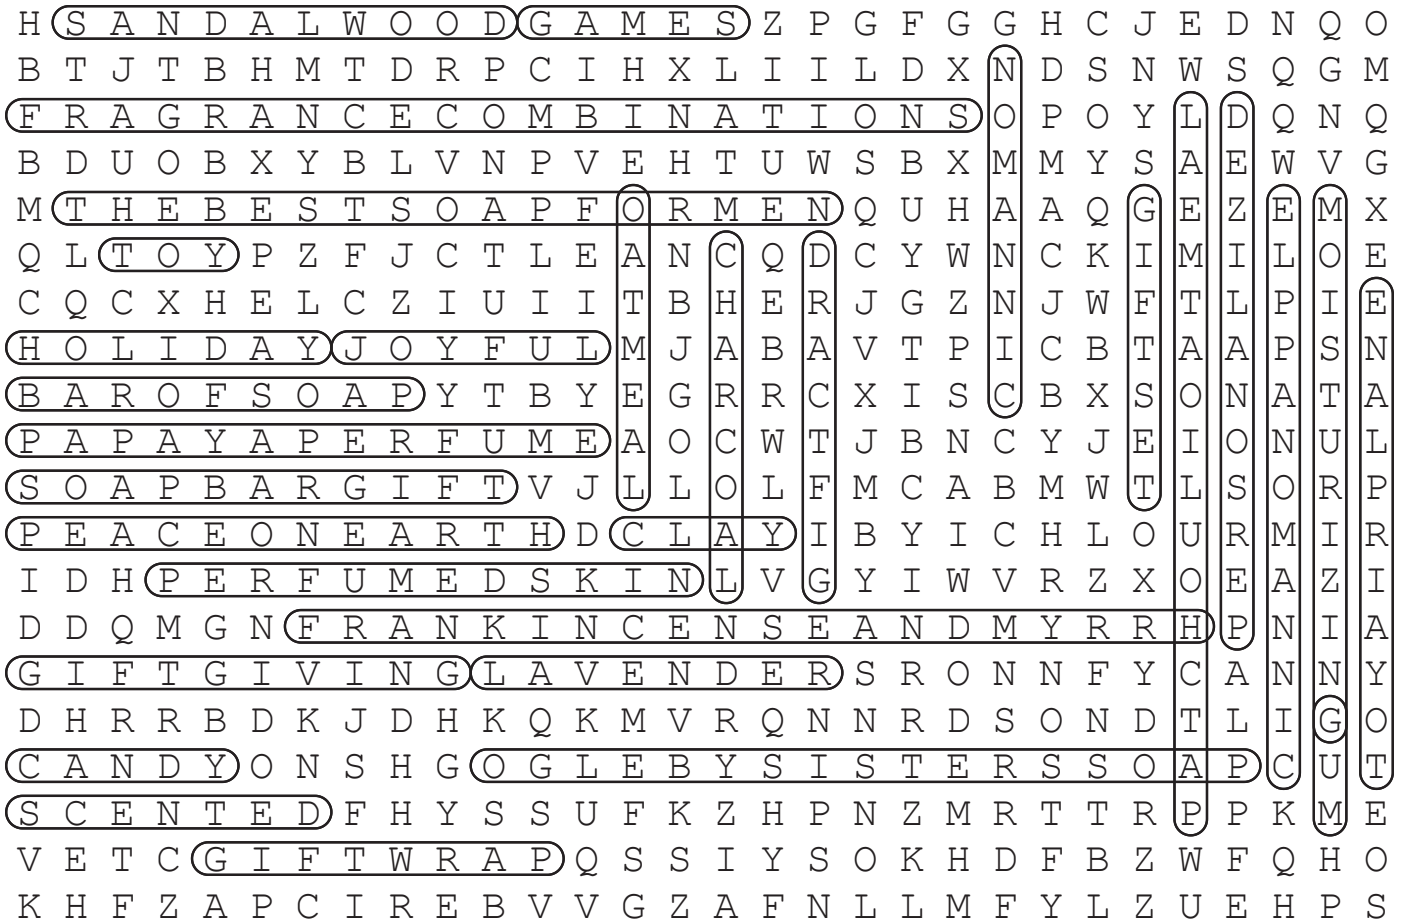 H S A N D A L W O O D G A M E S Z P G F G G H C J E D N Q O
B T J T B H M T D R P C I H X L I I L D X N D S N W S Q G M
F R A G R A N C E C O M B I N A T I O N S O P O Y L D Q N Q
B D U O B X Y B L V N P V E H T U W S B X M M Y S A E W V G
M T H E B E S T S O A P F O R M E N Q U H A A Q G E Z E M X
Q L T O Y P Z F J C T L E A N C Q D C Y W N C K I M I L O E
C Q C X H E L C Z I U I I T B H E R J G Z N J W F T L P I E
H O L I D A Y J O Y F U L M J A B A V T P I C B T A A P S N
B A R O F S O A P Y T B Y E G R R C X I S C B X S O N A T A
P A P A Y A P E R F U M E A O C W T J B N C Y J E I O N U L
S O A P B A R G I F T V J L L O L F M C A B M W T L S O R P
P E A C E O N E A R T H D C L A Y I B Y I C H L O U R M I R
I D H P E R F U M E D S K I N L V G Y I W V R Z X O E A Z I
D D Q M G N F R A N K I N C E N S E A N D M Y R R H P N I A
G I F T G I V I N G L A V E N D E R S R O N N F Y C A N N Y
D H R R B D K J D H K Q K M V R Q N N R D S O N D T L I G O
C A N D Y O N S H G O G L E B Y S I S T E R S S O A P C U T
S C E N T E D F H Y S S U F K Z H P N Z M R T T R P P K M E
V E T C G I F T W R A P Q S S I Y S O K H D F B Z W F Q H O
K H F Z A P C I R E B V V G Z A F N L L M F Y L Z U E H P S